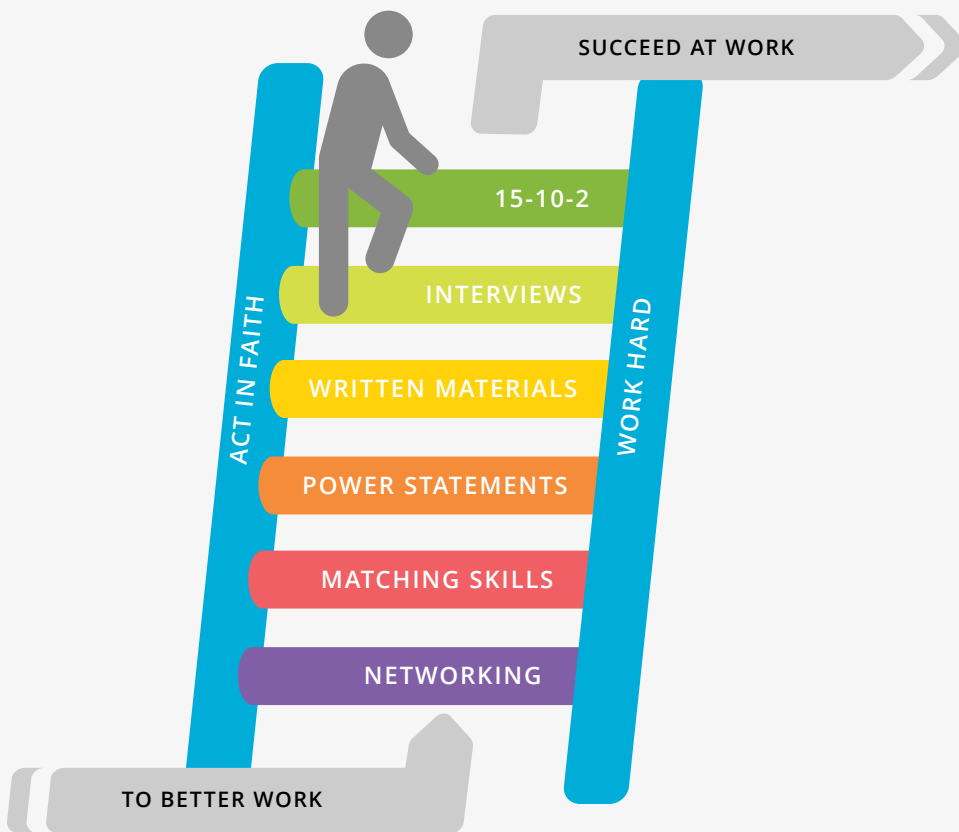 SUCCEED AT WORK
15-10-2
INTERVIEWS
ACT IN FAITH
WORK HARD
WRITTEN MATERIALS
POWER STATEMENTS
MATCHING SKILLS
NETWORKING
TO BETTER WORK